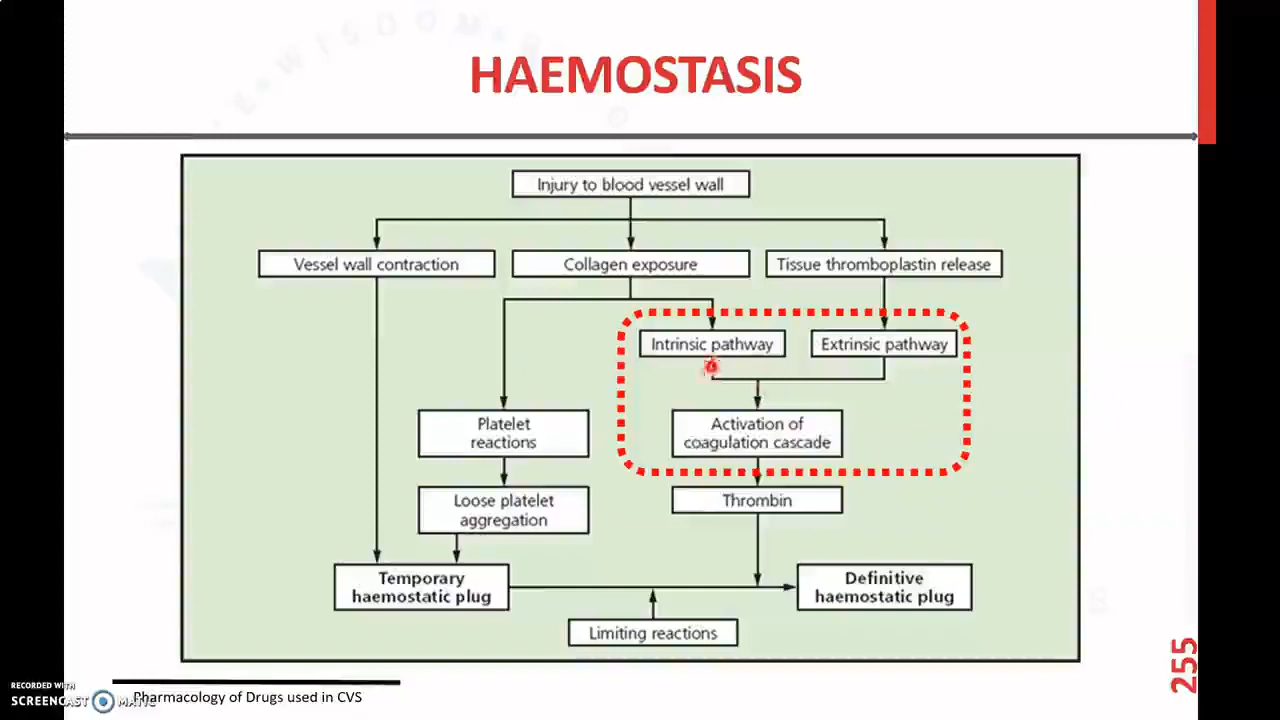 WISDOM
HAEMOSTASIS
Injury to blood vessel wall
Vessel wall contraction
Collagen exposure
Tissue thromboplastin release
Intrinsic pathway
Extrinsic pathway
Platelet
reactions
Activation of
coagulation cascade
Loose platelet
aggregation
Thrombin
Temporary
haemostatic plug
Definitive
haemostatic plug
Limiting reactions
255
Pharmacology of Drugs used in CVS
RECORDED WITH
SCREENCAST MATIC